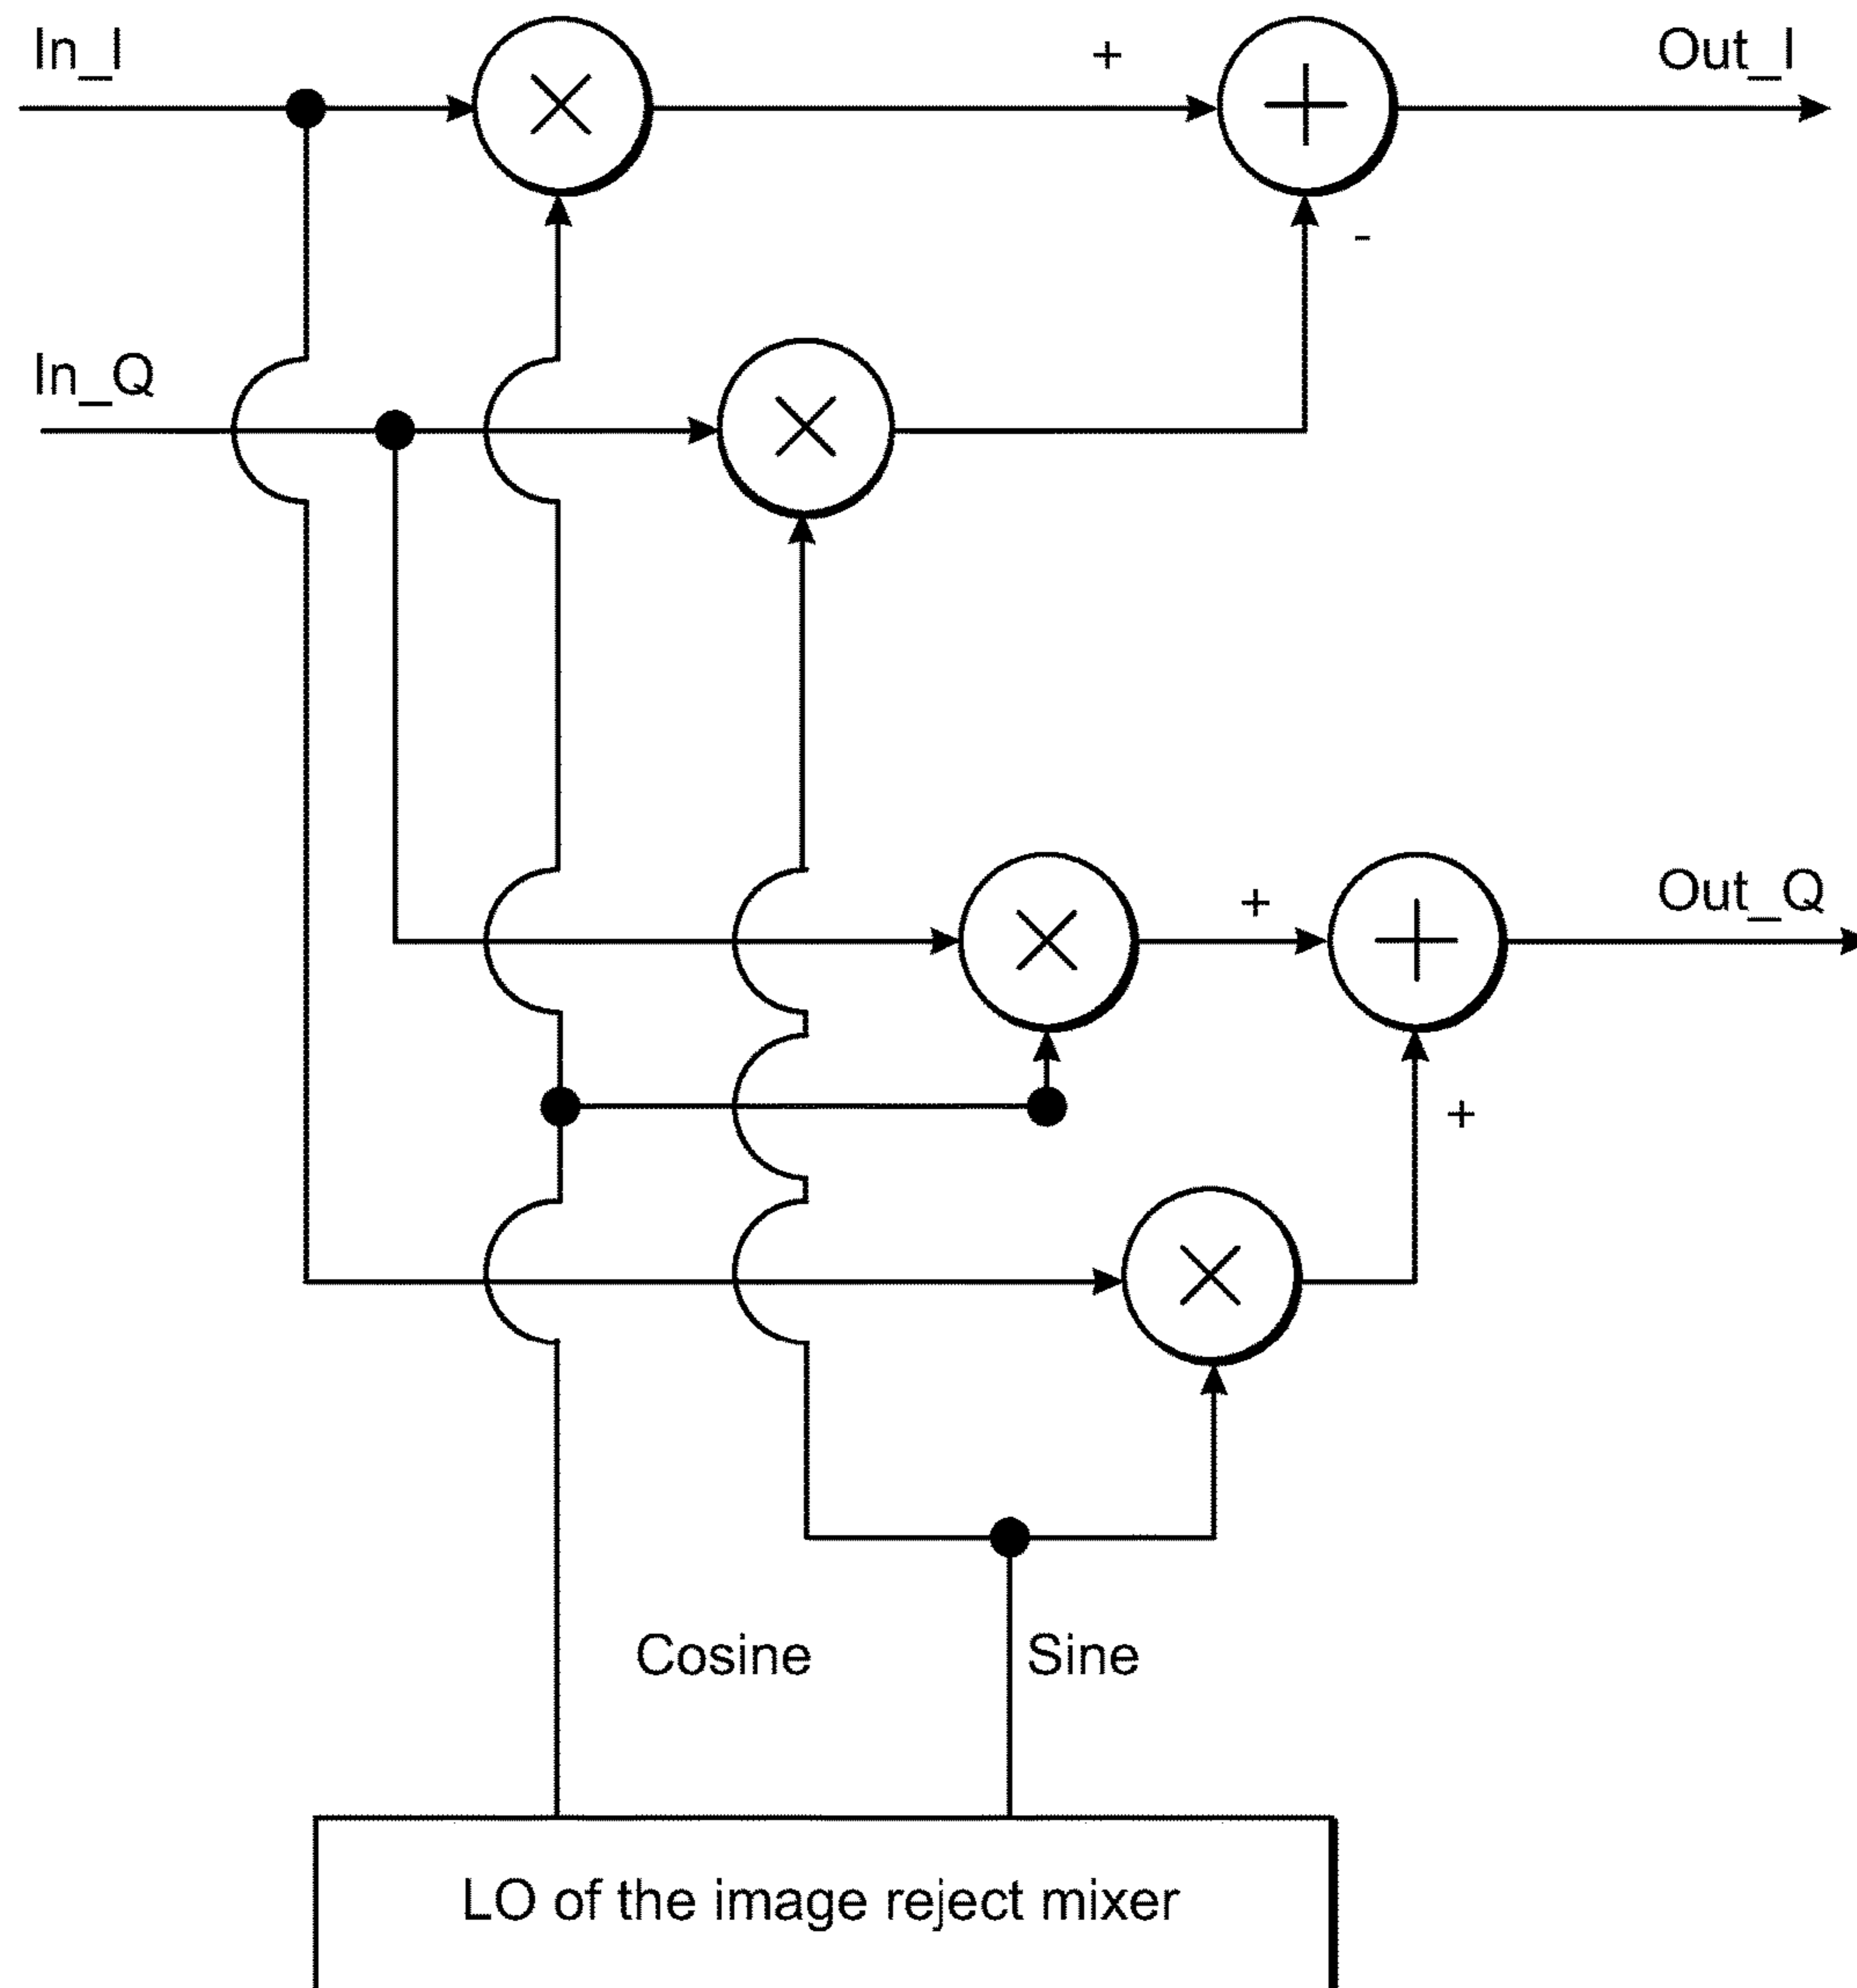 In_I
+
Out_I
-
In_Q
+
Out_Q
+
Cosine
Sine
LO of the image reject mixer